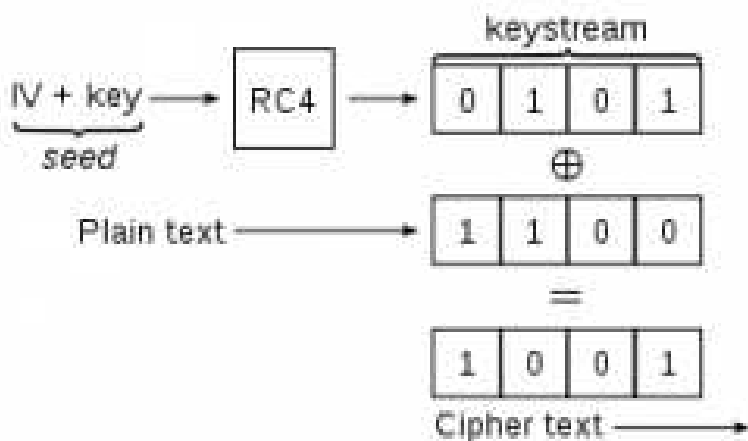 keystream
IV + key RC4 0 1 0 1
seed
⊕
Plain text 1 1 0 0
=
1 0 0 1
Cipher text